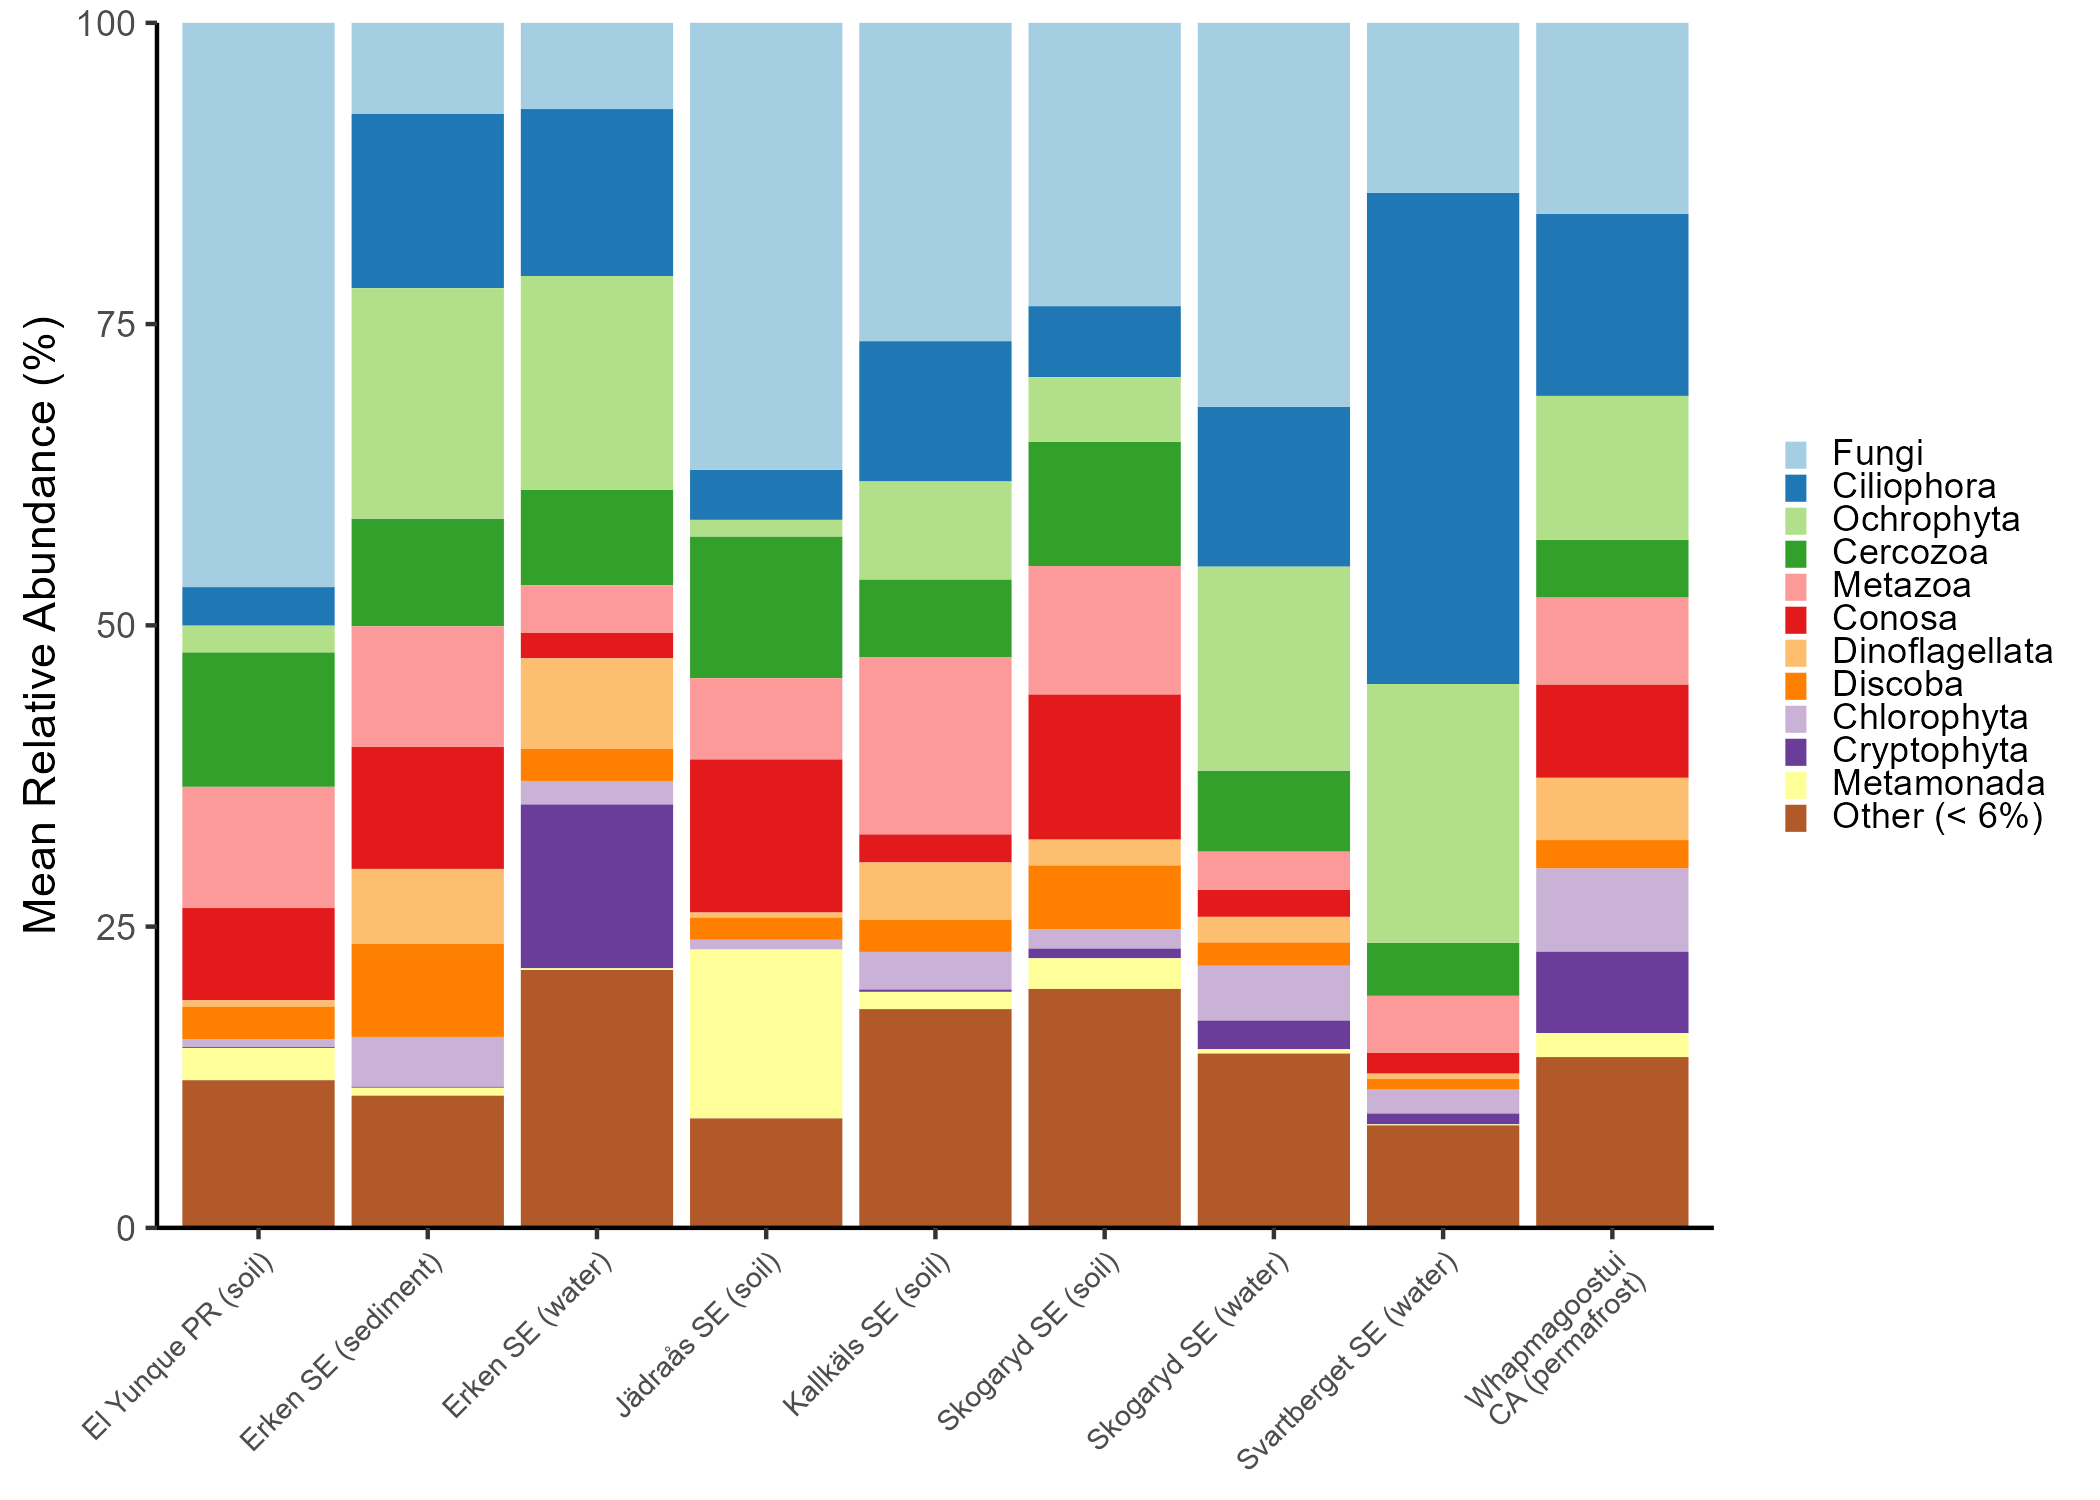 Mean Relative Abundance (%)
100
75
50
25
0
El Yunque PR (soil)
Erken SE (sediment)
Erken SE (water)
Jädraås SE (soil)
Kallkäls SE (soil)
Skogaryd SE (soil)
Skogaryd SE (water)
Svartberget SE (water)
Whapmagoostui
CA (permafrost)
Fungi
Ciliophora
Ochrophyta
Cercozoa
Metazoa
Conosa
Dinoflagellata
Discoba
Chlorophyta
Cryptophyta
Metamonada
Other (< 6%)